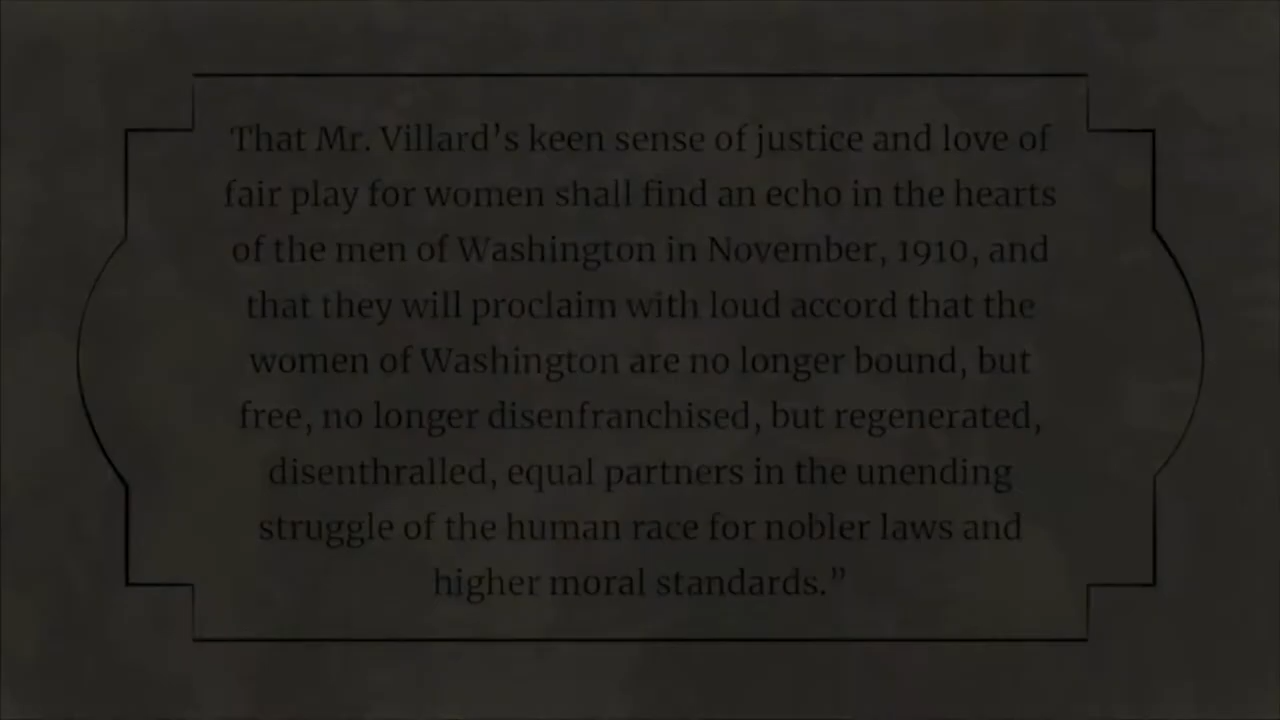 That Mr. Villard’s keen sense of justice and love of
fair play for women shall find an echo in the hearts
of the men of Washington in November, 1910, and
that they will proclaim with loud accord that the
women of Washington are no longer bound, but
free, no longer disenfranchised, but regenerated,
disenthralled, equal partners in the unending
struggle of the human race for nobler laws and
higher moral standards.”